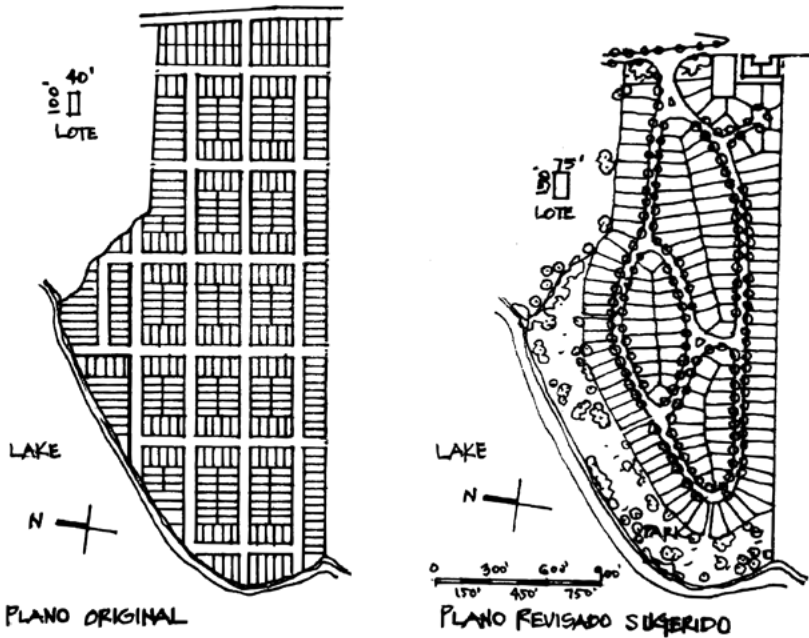 40'
100'
LOTE
LAKE
N
PLANO ORIGINAL
75'
LOTE
LAKE
N
PARK
0 300' 600' 900'
150' 450' 750'
PLANO REVISADO SUGERIDO